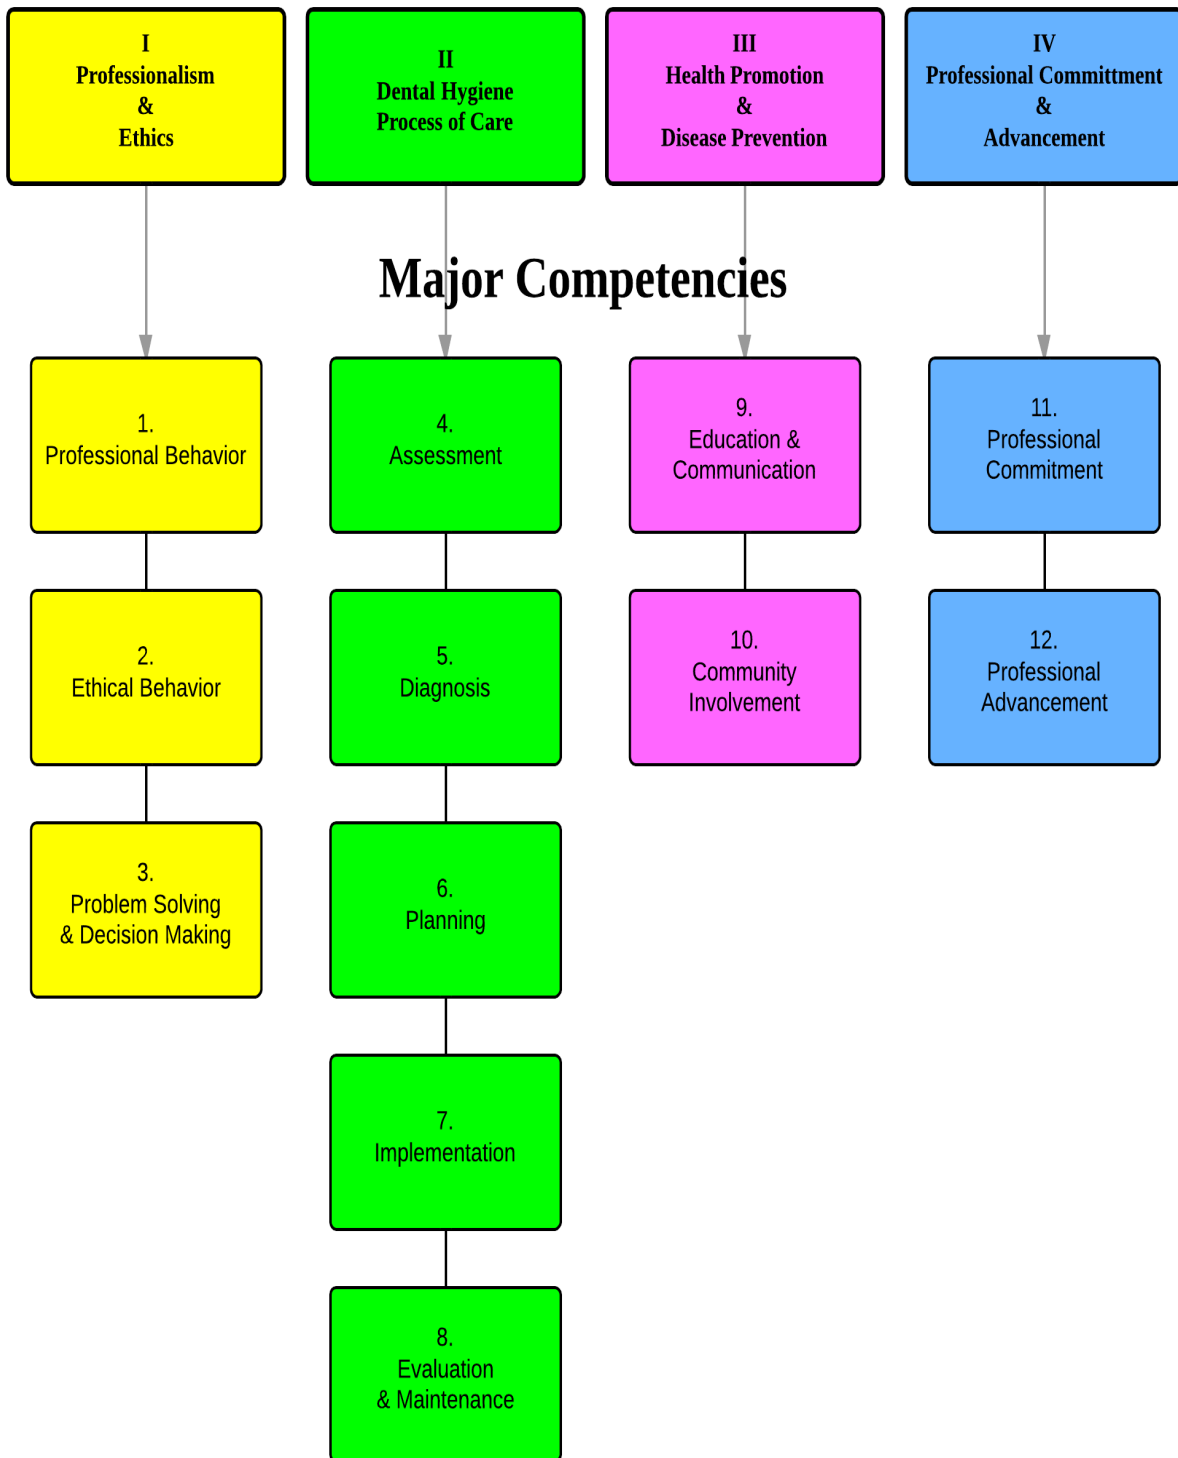 I
Professionalism
&
Ethics
II
Dental Hygiene
Process of Care
III
Health Promotion
&
Disease Prevention
IV
Professional Committment
&
Advancement
Major Competencies
1.
Professional Behavior
2.
Ethical Behavior
3.
Problem Solving
& Decision Making
4.
Assessment
5.
Diagnosis
6.
Planning
7.
Implementation
8.
Evaluation
& Maintenance
9.
Education &
Communication
10.
Community
Involvement
11.
Professional
Commitment
12.
Professional
Advancement